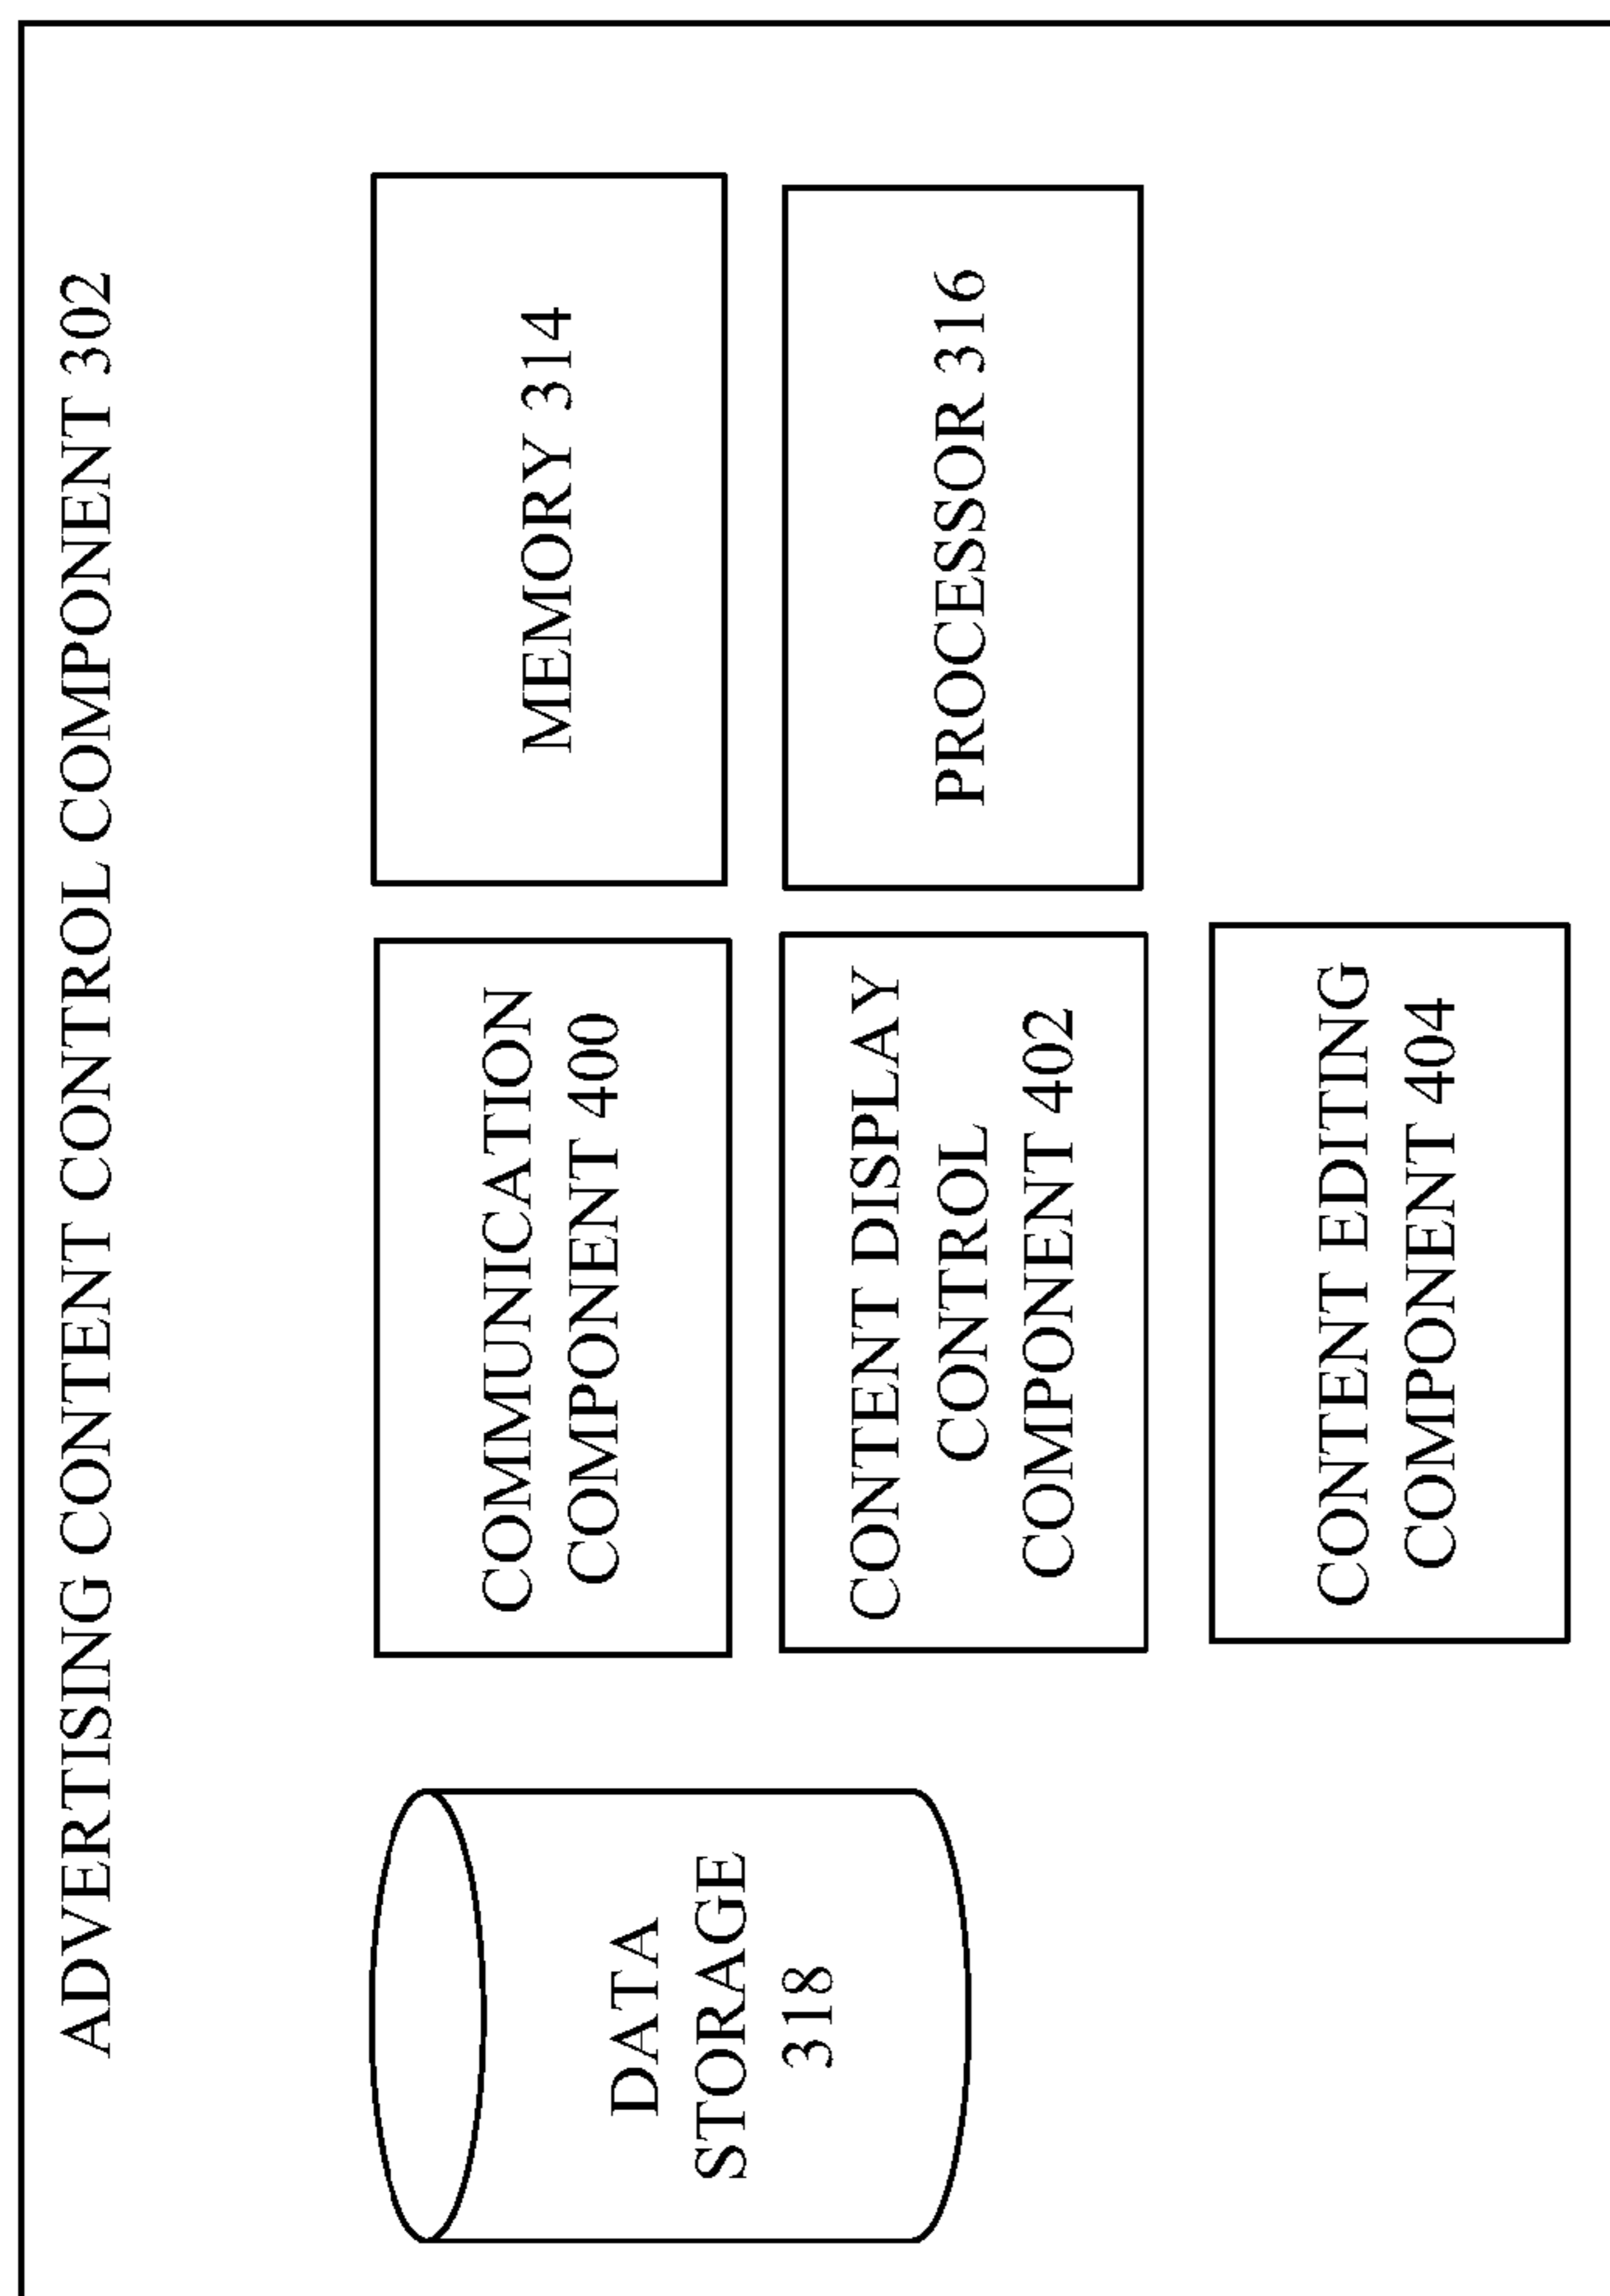 ADVERTISING CONTENT CONTROL COMPONENT 302
DATA
STORAGE
318
COMMUNICATION
COMPONENT 400
MEMORY 314
CONTENT DISPLAY
CONTROL
COMPONENT 402
PROCESSOR 316
CONTENT EDITING
COMPONENT 404